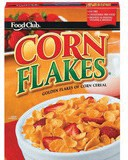 Food Club
CORN
FLAKES
GOLDEN FLAKES OF CORN CEREAL